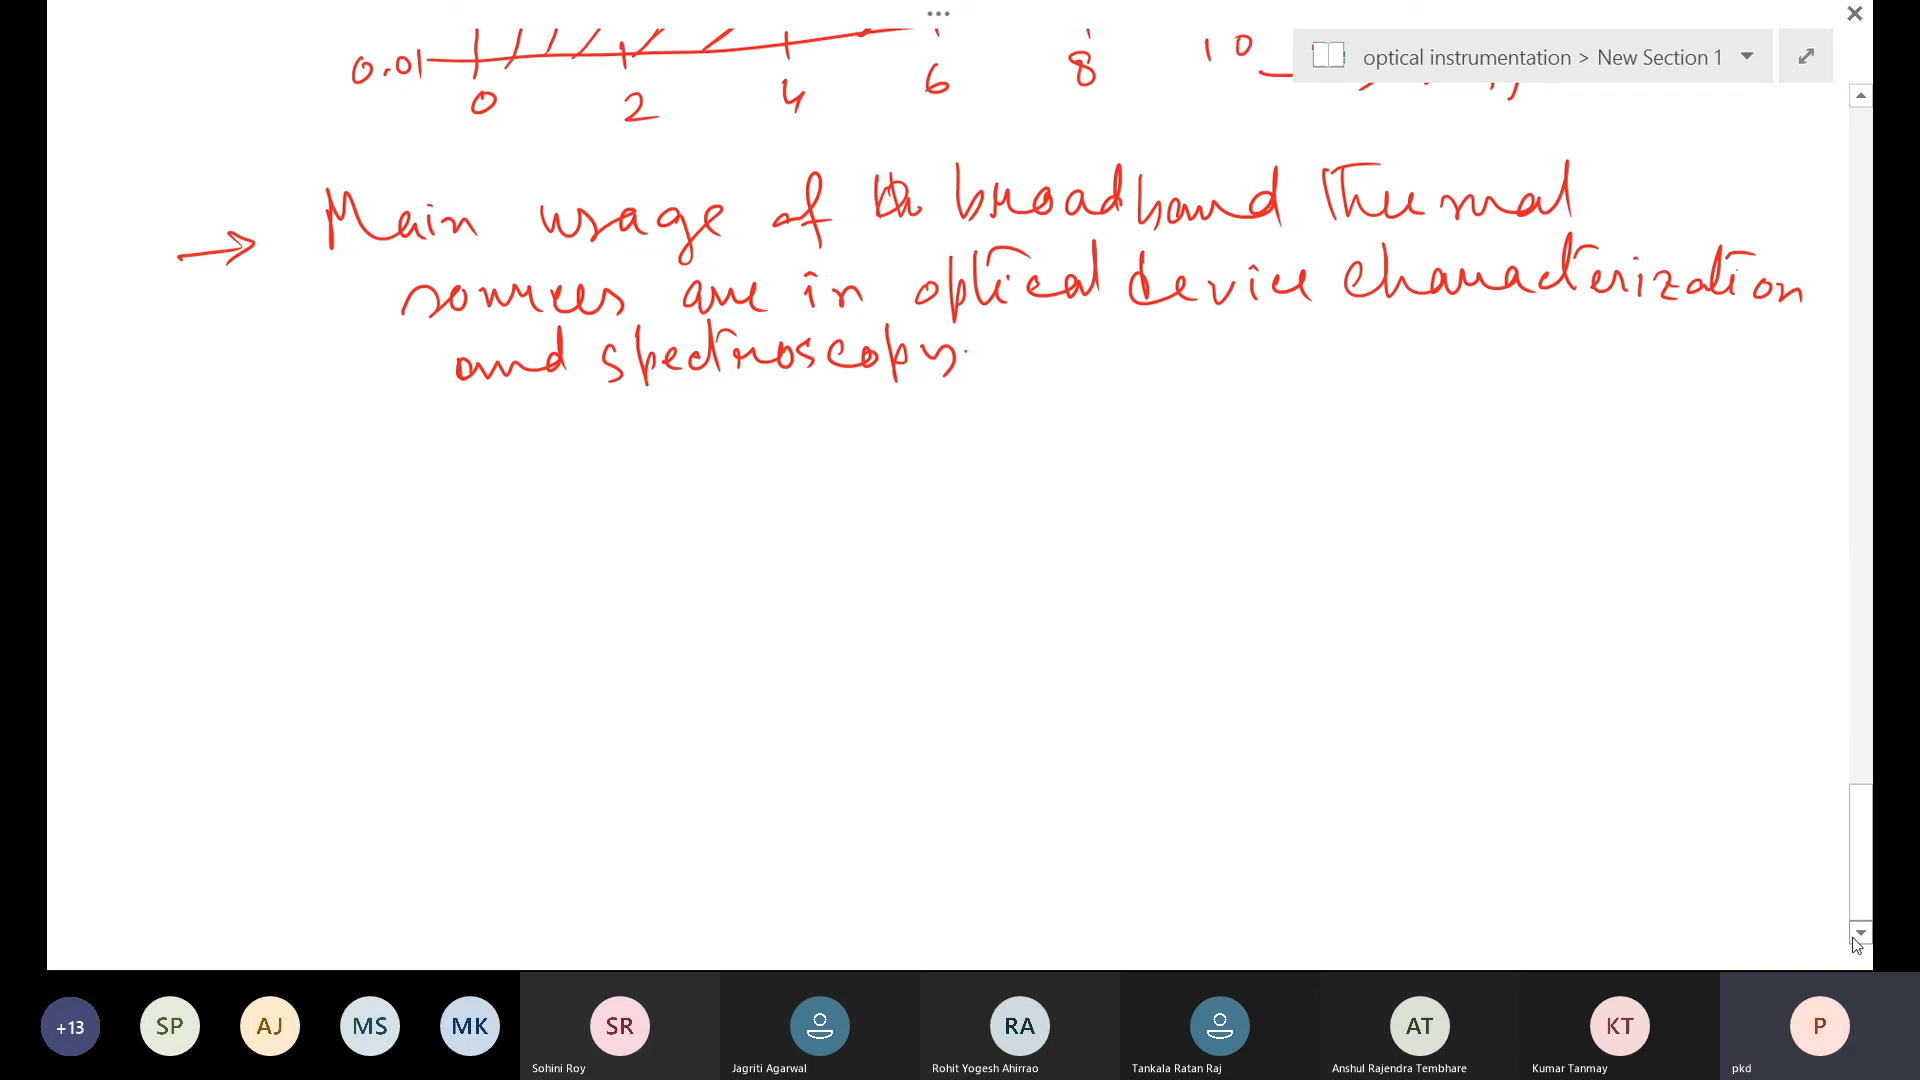 0.01
0 2 4 6 8 10
optical instrumentation > New Section 1
→ Main usage of the broadband thermal
sources are in optical device characterization
and spectroscopy.
+13 SP AJ MS MK SR RA AT KT P
Sohini Roy Jagriti Agarwal Rohit Yogesh Ahirrao Tankala Ratan Raj Anshul Rajendra Tembhare Kumar Tanmay pkd